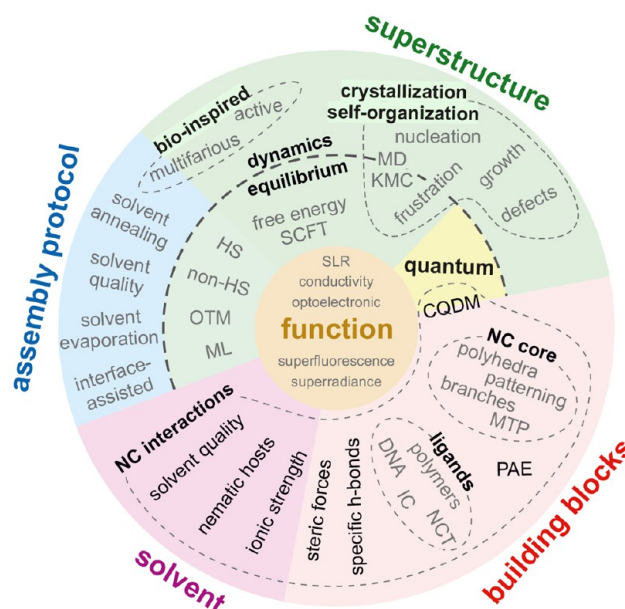 superstructure
crystallization
self-organization
nucleation
growth
defects
MD
KMC
frustration
bio-inspired
active
multifarious
dynamics
equilibrium
free energy
SCFT
assembly protocol
solvent
annealing
solvent
quality
solvent
evaporation
interface-
assisted
HS
non-HS
OTM
ML
SLR
conductivity
optoelectronic
function
superfluorescence
superradiance
quantum
CQDM
NC core
polyhedra
patterning
branches
MTP
PAE
ligands
polymers
DNA
IC
NCT
building blocks
specific h-bonds
steric forces
NC interactions
solvent quality
nematic hosts
ionic strength
solvent